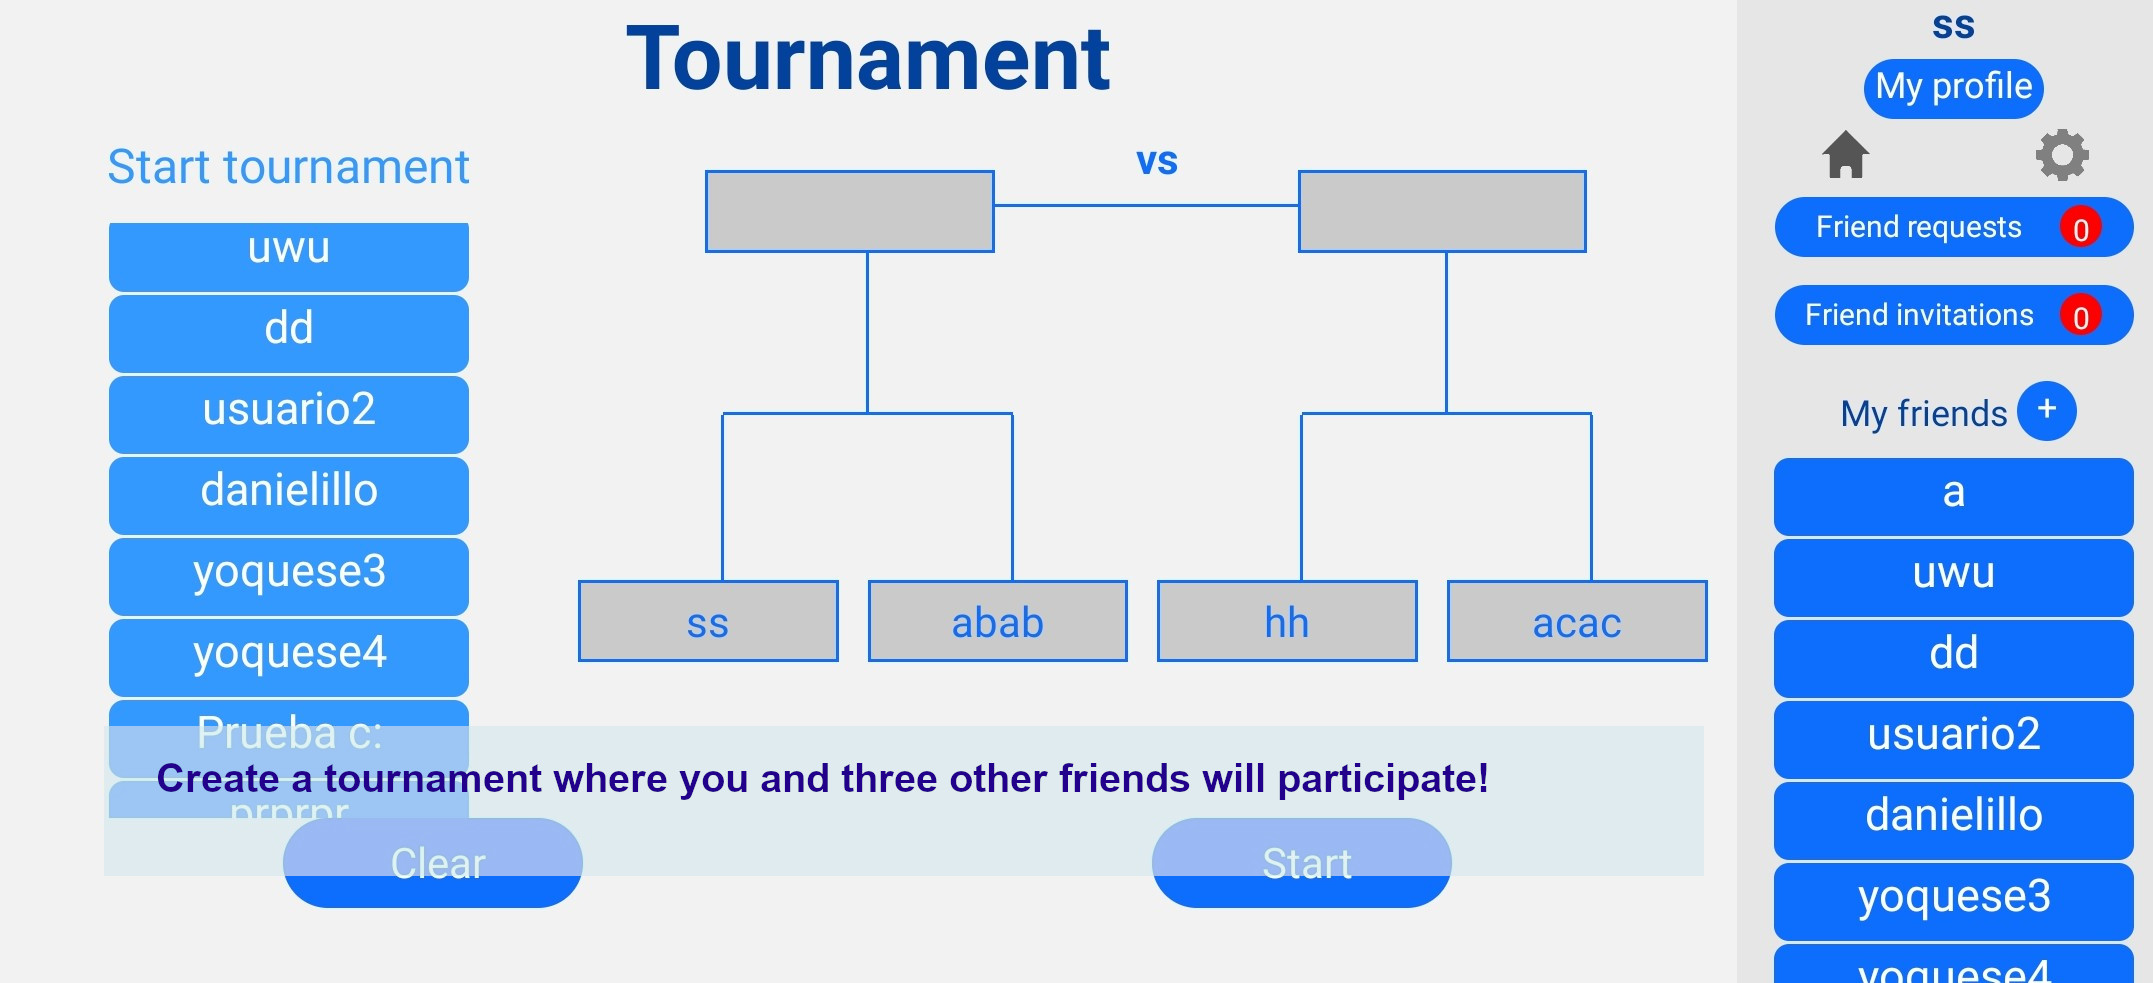 Tournament
Start tournament
uwu
dd
usuario2
danielillo
yoquese3
yoquese4
Prueba c:
prprpr
vs
ss
abab
hh
acac
Create a tournament where you and three other friends will participate!
Clear
Start
ss
My profile
Friend requests 0
Friend invitations 0
My friends +
a
uwu
dd
usuario2
danielillo
yoquese3
yoquese4